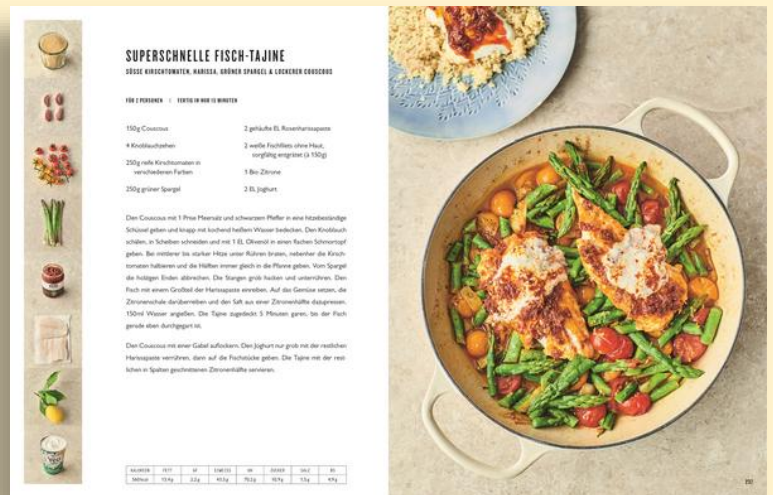 SUPERSCHNELLE FISCH-TAJINE
SÜSSE KIRSCHTOMATEN, HARISSA, GRÜNER SPARGEL & LOCKERER COUSCOUS
FÜR 2 PERSONEN | FERTIG IN NUR 15 MINUTEN
150g Couscous
4 Knoblauchzehen
250g reife Kirschtomaten in
verschiedenen Farben
250g grüner Spargel
2 gehäufte EL Rosenharissapaste
2 weiße Fischfilets ohne Haut,
sorgfältig entgrätet (à 150g)
1 Bio-Zitrone
2 EL Joghurt
Den Couscous mit 1 Prise Meersalz und schwarzem Pfeffer in eine hitzebeständige
Schüssel geben und knapp mit kochend heißem Wasser bedecken. Den Knoblauch
schälen, in Scheiben schneiden und mit 1 EL Olivenöl in einen flachen Schmortopf
geben. Bei mittlerer bis starker Hitze unter Rühren braten, nebenher die Kirsch-
tomaten halbieren und die Hälften immer gleich in die Pfanne geben. Vom Spargel
die holzigen Enden abbrechen. Die Stangen grob hacken und unterrühren. Den
Fisch mit einem Großteil der Harissapaste einreiben. Auf das Gemüse setzen, die
Zitronenschale darüberreiben und den Saft aus einer Zitronenhälfte dazupressen.
150ml Wasser angießen. Die Tajine zugedeckt 5 Minuten garen, bis der Fisch
gerade eben durchgegart ist.
Den Couscous mit einer Gabel auflockern. Den Joghurt nur grob mit der restlichen
Harissapaste verrühren, dann auf die Fischstücke geben. Die Tajine mit der rest-
lichen in Spalten geschnittenen Zitronenhälfte servieren.
KALORIEN FETT GF EIWEISS KH ZUCKER SALZ BS